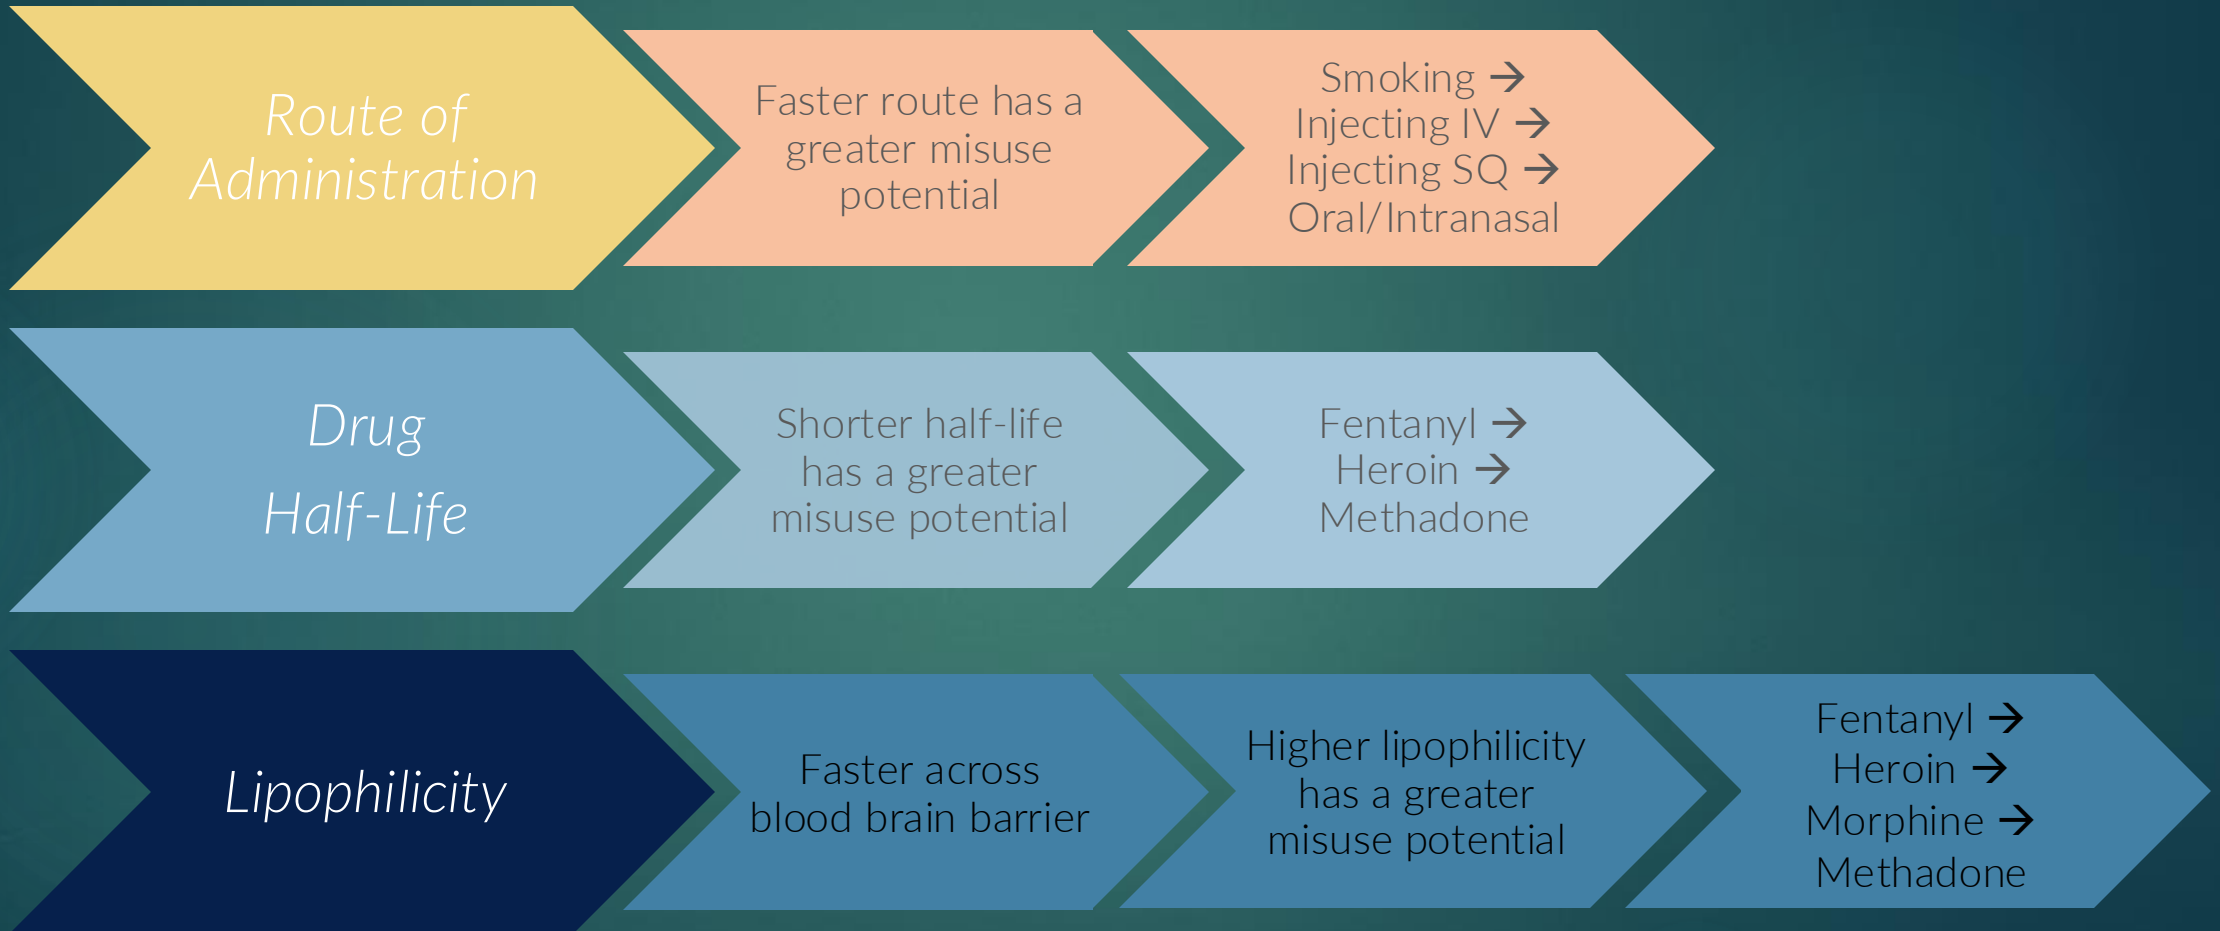 Route of
Administration
Faster route has a
greater misuse
potential
Smoking →
Injecting IV →
Injecting SQ →
Oral/Intranasal
Drug
Half-Life
Shorter half-life
has a greater
misuse potential
Fentanyl →
Heroin →
Methadone
Lipophilicity
Faster across
blood brain barrier
Higher lipophilicity
has a greater
misuse potential
Fentanyl →
Heroin →
Morphine →
Methadone